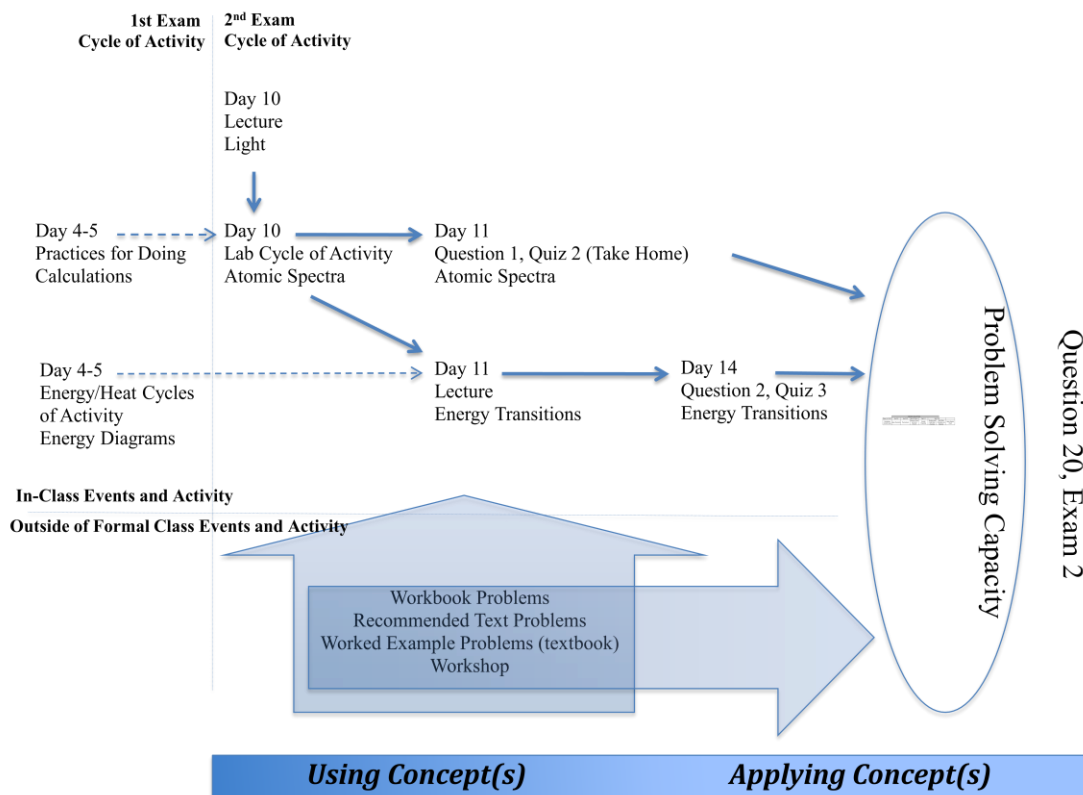 1st Exam
Cycle of Activity
2nd Exam
Cycle of Activity
Day 10
Lecture
Light
Day 4-5
Practices for Doing
Calculations
Day 10
Lab Cycle of Activity
Atomic Spectra
Day 11
Question 1, Quiz 2 (Take Home)
Atomic Spectra
Day 4-5
Energy/Heat Cycles
of Activity
Energy Diagrams
Day 11
Lecture
Energy Transitions
Day 14
Question 2, Quiz 3
Energy Transitions
Problem Solving Capacity
Question 20, Exam 2
In-Class Events and Activity
Outside of Formal Class Events and Activity
Workbook Problems
Recommended Text Problems
Worked Example Problems (textbook)
Workshop
Using Concept(s)
Applying Concept(s)